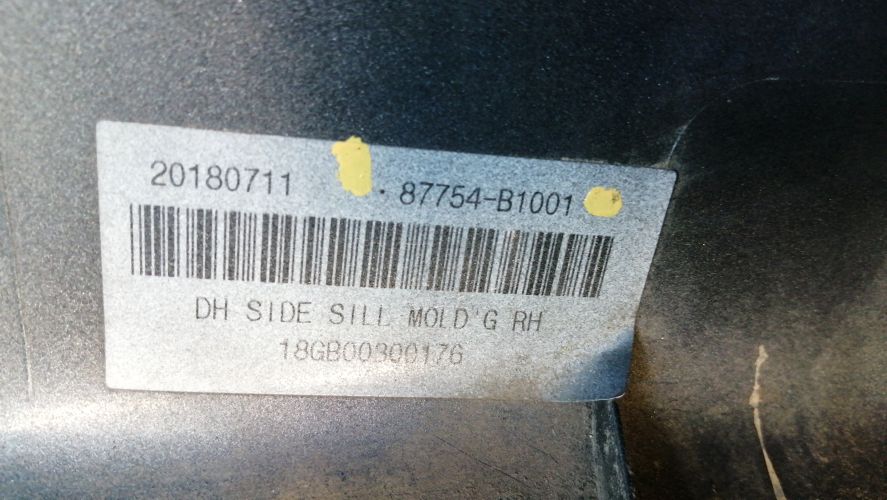 20180711 . 87754-B1001
DH SIDE SILL MOLD'G RH
18GB00300176